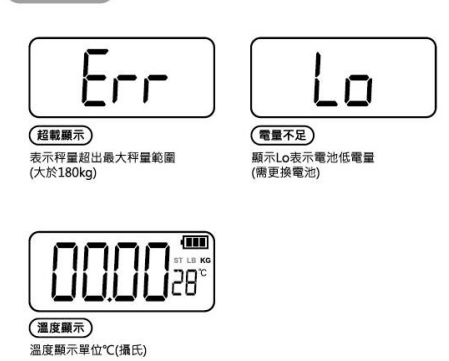 Err
超載顯示
表示秤量超出最大秤量範圍
(大於180kg)
Lo
電量不足
顯示Lo表示電池低電量
(需更換電池)
00.00
ST LB KG
28℃
溫度顯示
溫度顯示單位℃(攝氏)